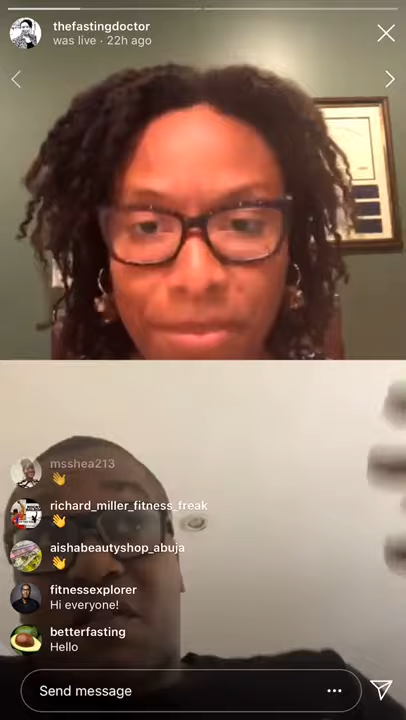 thefastingdoctor
was live · 22h ago
msshea213
👋
richard_miller_fitness_freak
👋
aishabeautyshop_abuja
👋
fitnessexplorer
Hi everyone!
betterfasting
Hello
Send message